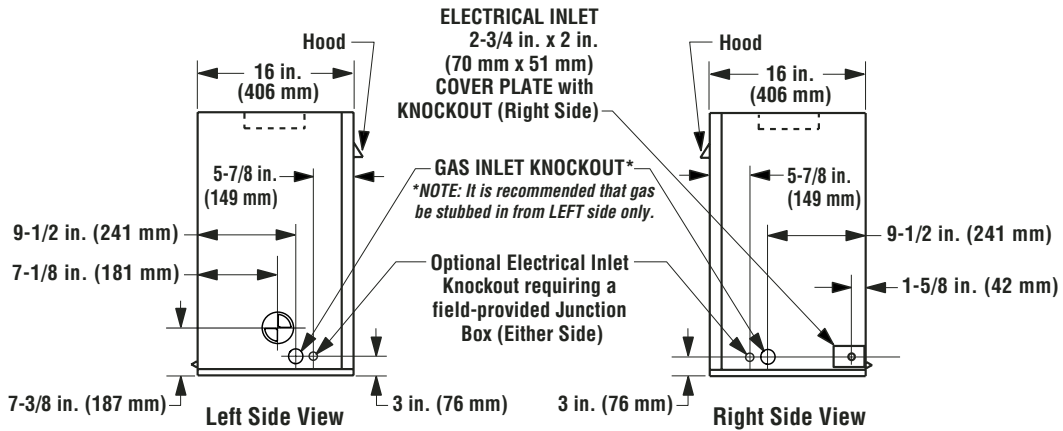 ELECTRICAL INLET
2-3/4 in. x 2 in.
(70 mm x 51 mm)
COVER PLATE with
KNOCKOUT (Right Side)
Hood
16 in.
(406 mm)
Hood
16 in.
(406 mm)
GAS INLET KNOCKOUT*
*NOTE: It is recommended that gas
be stubbed in from LEFT side only.
5-7/8 in.
(149 mm)
5-7/8 in.
(149 mm)
9-1/2 in. (241 mm)
7-1/8 in. (181 mm)
Optional Electrical Inlet
Knockout requiring a
field-provided Junction
Box (Either Side)
9-1/2 in. (241 mm)
1-5/8 in. (42 mm)
7-3/8 in. (187 mm)
Left Side View
3 in. (76 mm)
3 in. (76 mm)
Right Side View